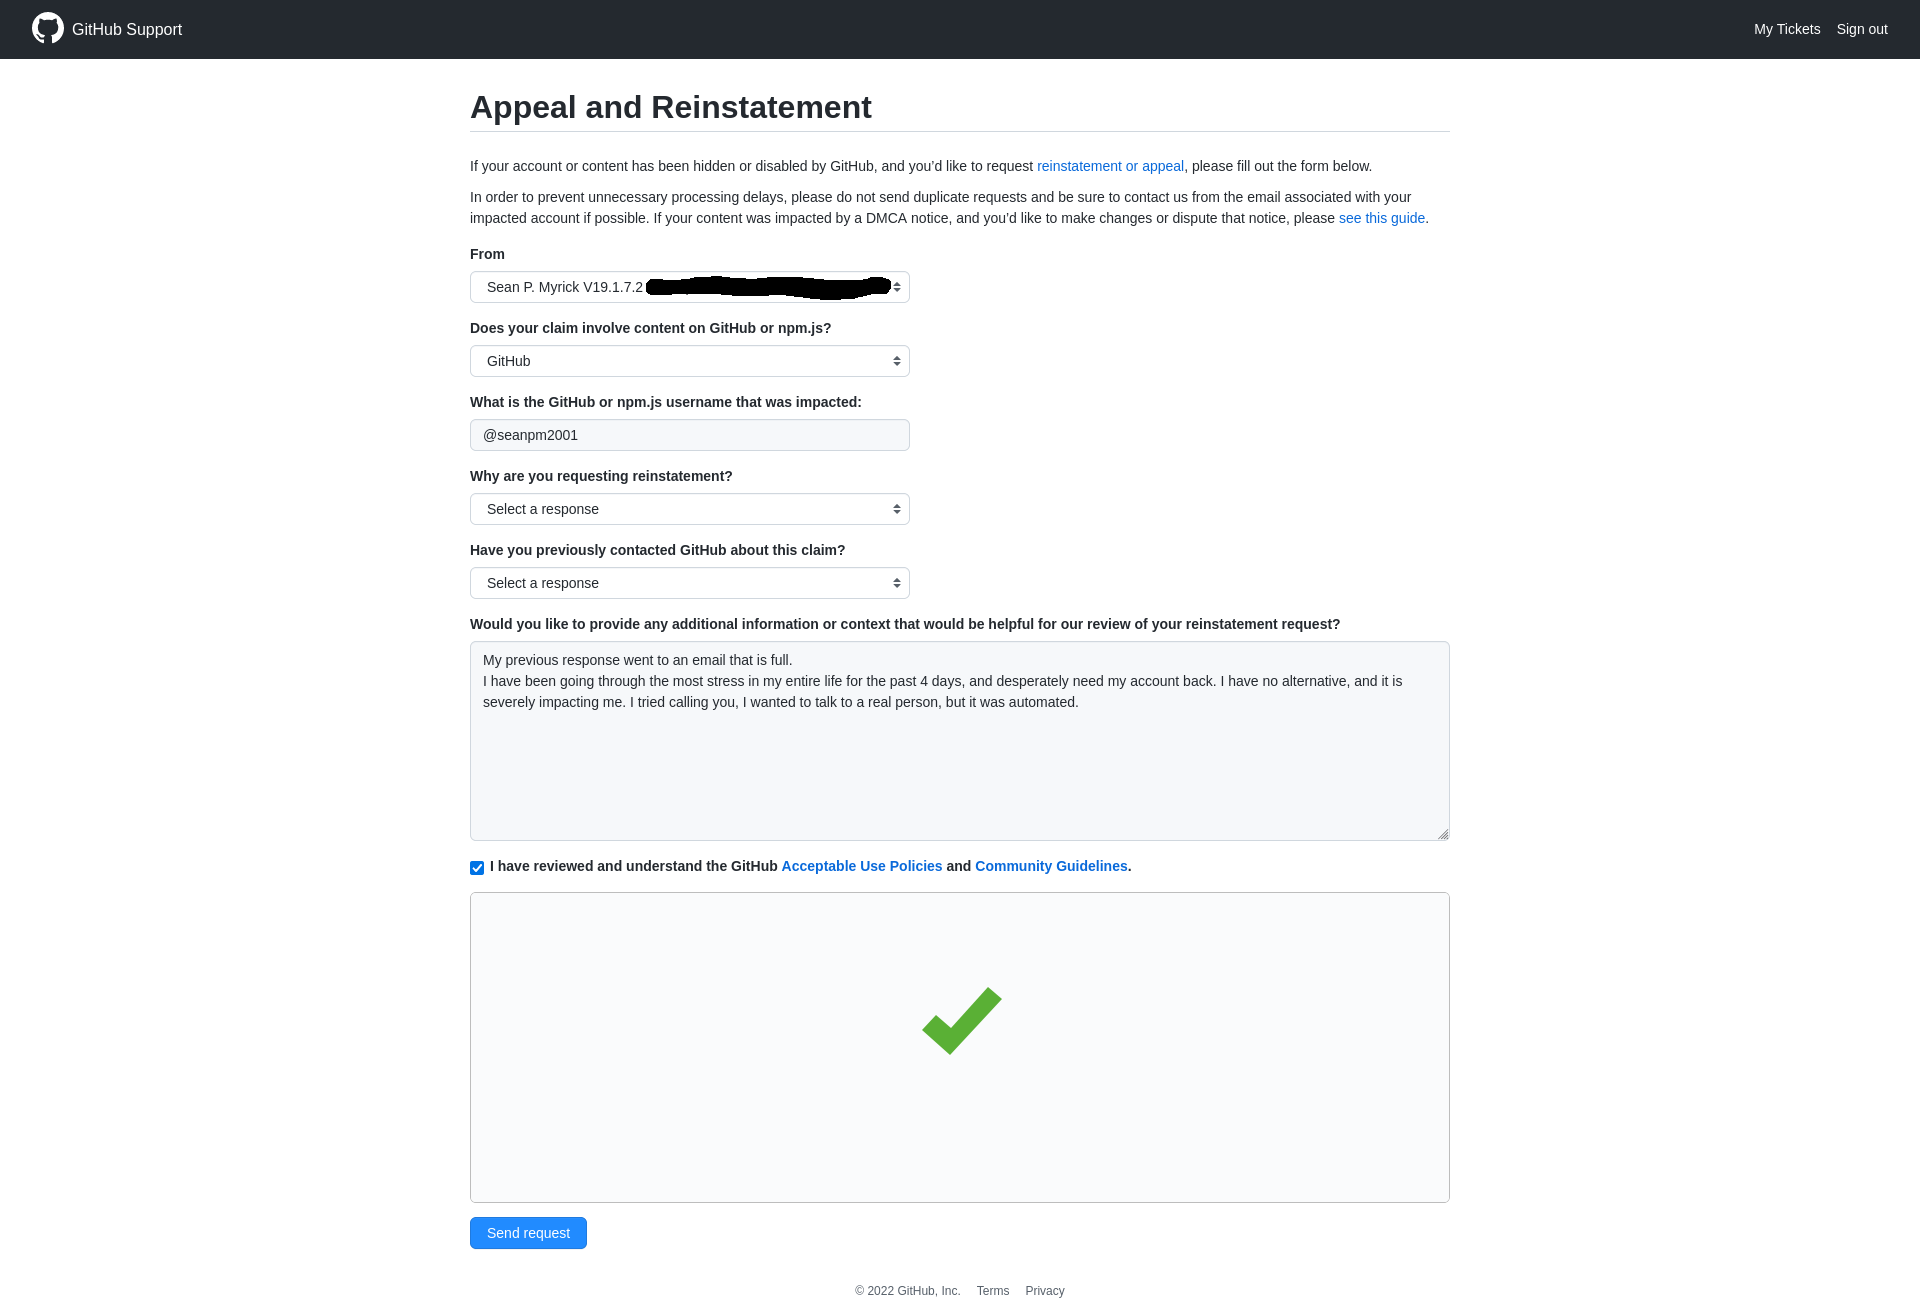 GitHub Support
My Tickets Sign out
Appeal and Reinstatement
If your account or content has been hidden or disabled by GitHub, and you’d like to request reinstatement or appeal, please fill out the form below.
In order to prevent unnecessary processing delays, please do not send duplicate requests and be sure to contact us from the email associated with your
impacted account if possible. If your content was impacted by a DMCA notice, and you’d like to make changes or dispute that notice, please see this guide.
From
Sean P. Myrick V19.1.7.2
Does your claim involve content on GitHub or npm.js?
GitHub
What is the GitHub or npm.js username that was impacted:
@seanpm2001
Why are you requesting reinstatement?
Select a response
Have you previously contacted GitHub about this claim?
Select a response
Would you like to provide any additional information or context that would be helpful for our review of your reinstatement request?
My previous response went to an email that is full.
I have been going through the most stress in my entire life for the past 4 days, and desperately need my account back. I have no alternative, and it is
severely impacting me. I tried calling you, I wanted to talk to a real person, but it was automated.
I have reviewed and understand the GitHub Acceptable Use Policies and Community Guidelines.
Send request
© 2022 GitHub, Inc. Terms Privacy